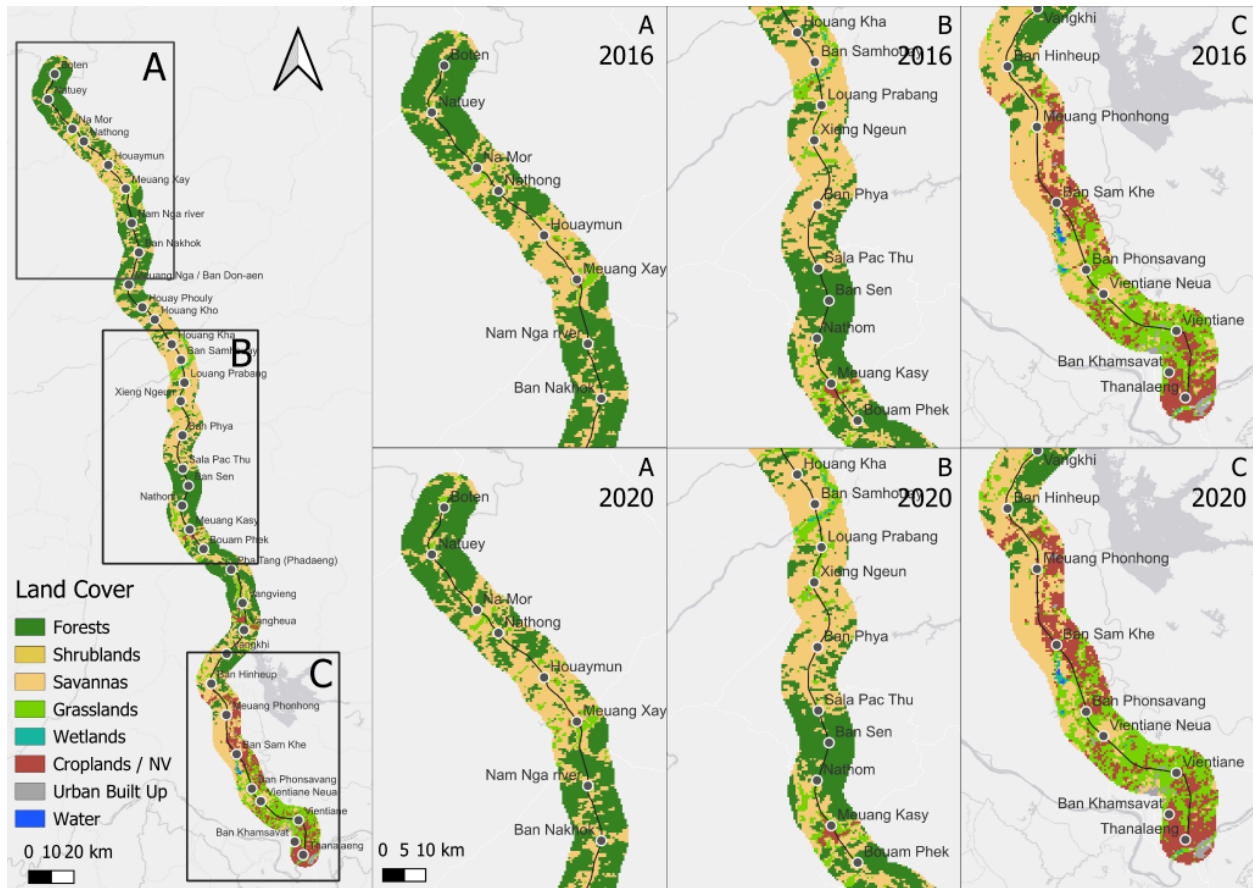 A
Boten
Natuey
Na Mor
Nathong
Houaymun
Meuang Xay
Nam Nga river
Ban Nakhok
Meuang Nga / Ban Don-aen
Houay Phouly
Houang Kho
Houang Kha
B
Ban Samhouay
Louang Prabang
Xieng Ngeun
Ban Phya
Sala Pac Thu
Ban Sen
Nathom
Meuang Kasy
Bouam Phek
Pha Tang (Phadaeng)
Vangvieng
Vangheua
Vangkhi
C
Ban Hinheup
Meuang Phonhong
Ban Sam Khe
Ban Phonsavang
Vientiane Neua
Vientiane
Ban Khamsavat
Thanalaeng
Land Cover
Forests
Shrublands
Savannas
Grasslands
Wetlands
Croplands / NV
Urban Built Up
Water
0 10 20 km
A
2016
Boten
Natuey
Na Mor
Nathong
Houaymun
Meuang Xay
Nam Nga river
Ban Nakhok
B
2016
Houang Kha
Ban Samhouay
Louang Prabang
Xieng Ngeun
Ban Phya
Sala Pac Thu
Ban Sen
Nathom
Meuang Kasy
Bouam Phek
C
2016
Vangkhi
Ban Hinheup
Meuang Phonhong
Ban Sam Khe
Ban Phonsavang
Vientiane Neua
Vientiane
Ban Khamsavat
Thanalaeng
A
2020
Boten
Natuey
Na Mor
Nathong
Houaymun
Meuang Xay
Nam Nga river
Ban Nakhok
0 5 10 km
B
2020
Houang Kha
Ban Samhouay
Louang Prabang
Xieng Ngeun
Ban Phya
Sala Pac Thu
Ban Sen
Nathom
Meuang Kasy
Bouam Phek
C
2020
Vangkhi
Ban Hinheup
Meuang Phonhong
Ban Sam Khe
Ban Phonsavang
Vientiane Neua
Vientiane
Ban Khamsavat
Thanalaeng